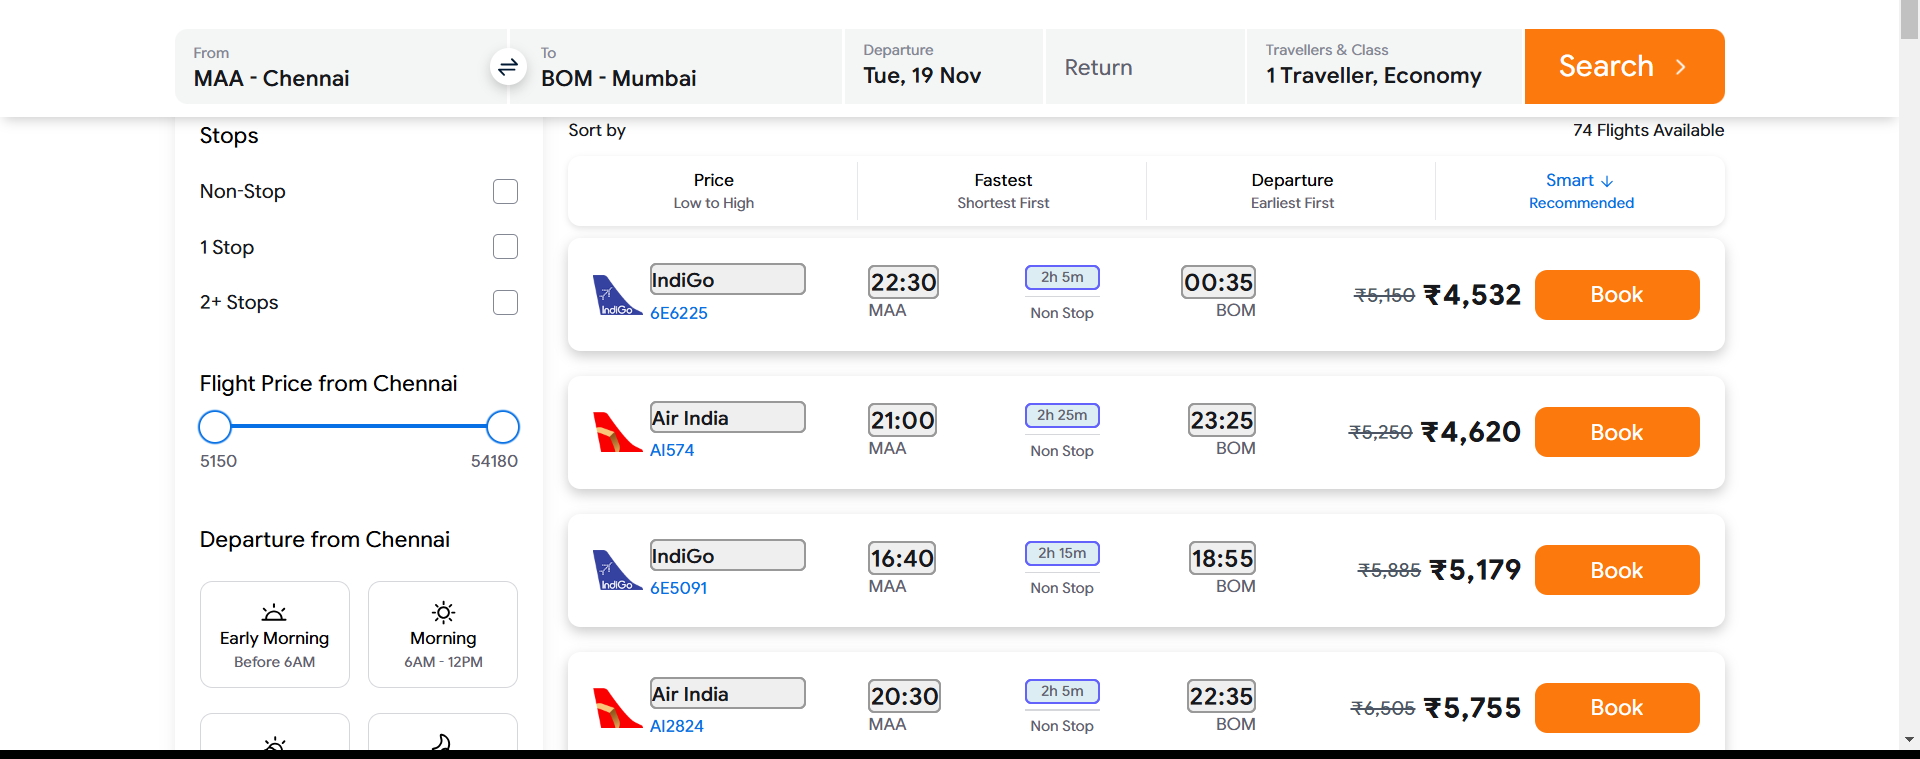 From
MAA - Chennai
To
BOM - Mumbai
Departure
Tue, 19 Nov
Return
Travellers & Class
1 Traveller, Economy
Search
Stops
Non-Stop
1 Stop
2+ Stops
Flight Price from Chennai
5150
54180
Departure from Chennai
Early Morning
Before 6AM
Morning
6AM - 12PM
Sort by
74 Flights Available
Price
Low to High
Fastest
Shortest First
Departure
Earliest First
Smart
Recommended
IndiGo
IndiGo
6E6225
22:30
MAA
2h 5m
Non Stop
00:35
BOM
₹5,150 ₹4,532
Book
Air India
AI574
21:00
MAA
2h 25m
Non Stop
23:25
BOM
₹5,250 ₹4,620
Book
IndiGo
IndiGo
6E5091
16:40
MAA
2h 15m
Non Stop
18:55
BOM
₹5,885 ₹5,179
Book
Air India
AI2824
20:30
MAA
2h 5m
Non Stop
22:35
BOM
₹6,505 ₹5,755
Book